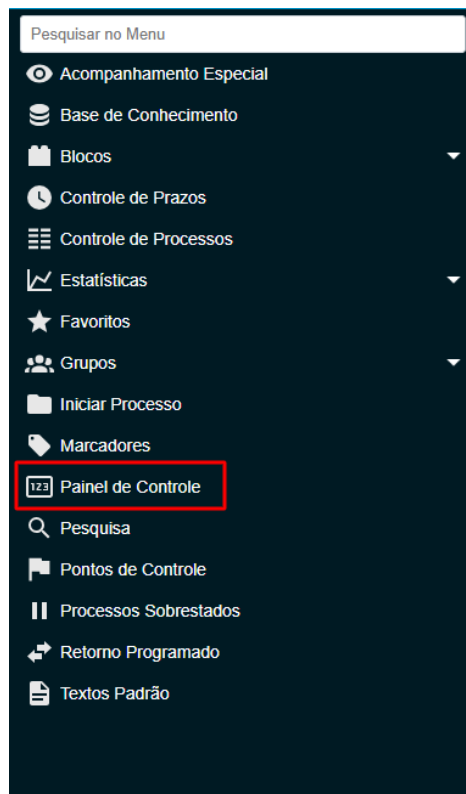 Pesquisar no Menu
Acompanhamento Especial
Base de Conhecimento
Blocos
Controle de Prazos
Controle de Processos
Estatísticas
Favoritos
Grupos
Iniciar Processo
Marcadores
123 Painel de Controle
Pesquisa
Pontos de Controle
Processos Sobrestados
Retorno Programado
Textos Padrão